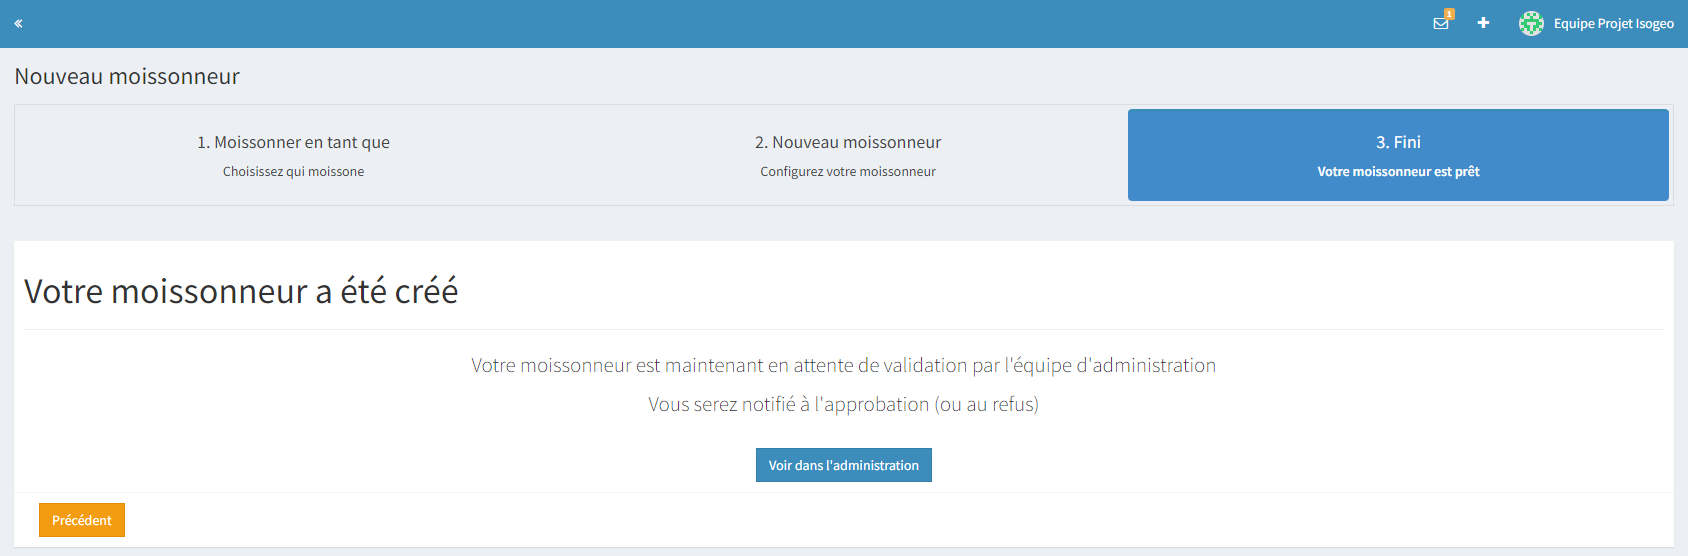 «
1
Equipe Projet Isogeo
Nouveau moissonneur
1. Moissonner en tant que
Choisissez qui moissone
2. Nouveau moissonneur
Configurez votre moissonneur
3. Fini
Votre moissonneur est prêt
Votre moissonneur a été créé
Votre moissonneur est maintenant en attente de validation par l'équipe d'administration
Vous serez notifié à l'approbation (ou au refus)
Voir dans l'administration
Précédent